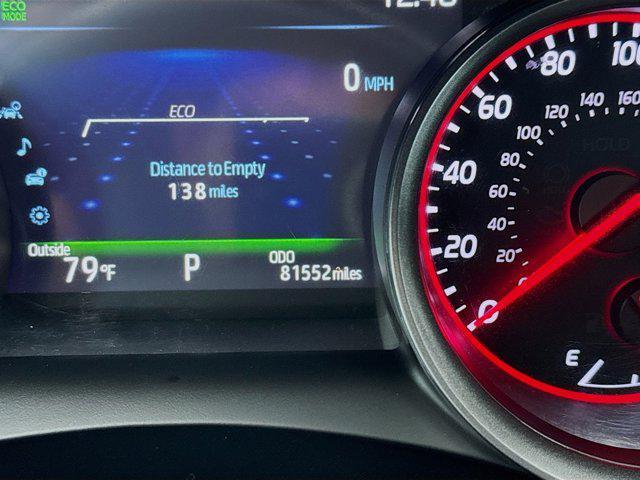 ECO
MODE
0 MPH
ECO
Distance to Empty
138 miles
Outside
79°F
P
ODO
81552 miles
0
20
40
60
80
100
20
40
60
80
100
120
140
160
HOLD
E